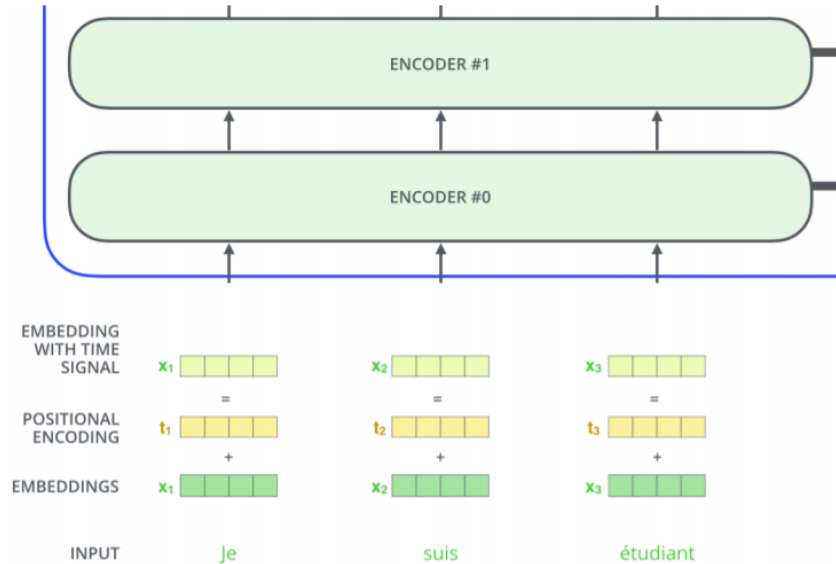 ENCODER #1
ENCODER #0
EMBEDDING
WITH TIME
SIGNAL
x₁ x₂ x₃
= = =
POSITIONAL
ENCODING
t₁ t₂ t₃
+ + +
EMBEDDINGS x₁ x₂ x₃
INPUT Je suis étudiant